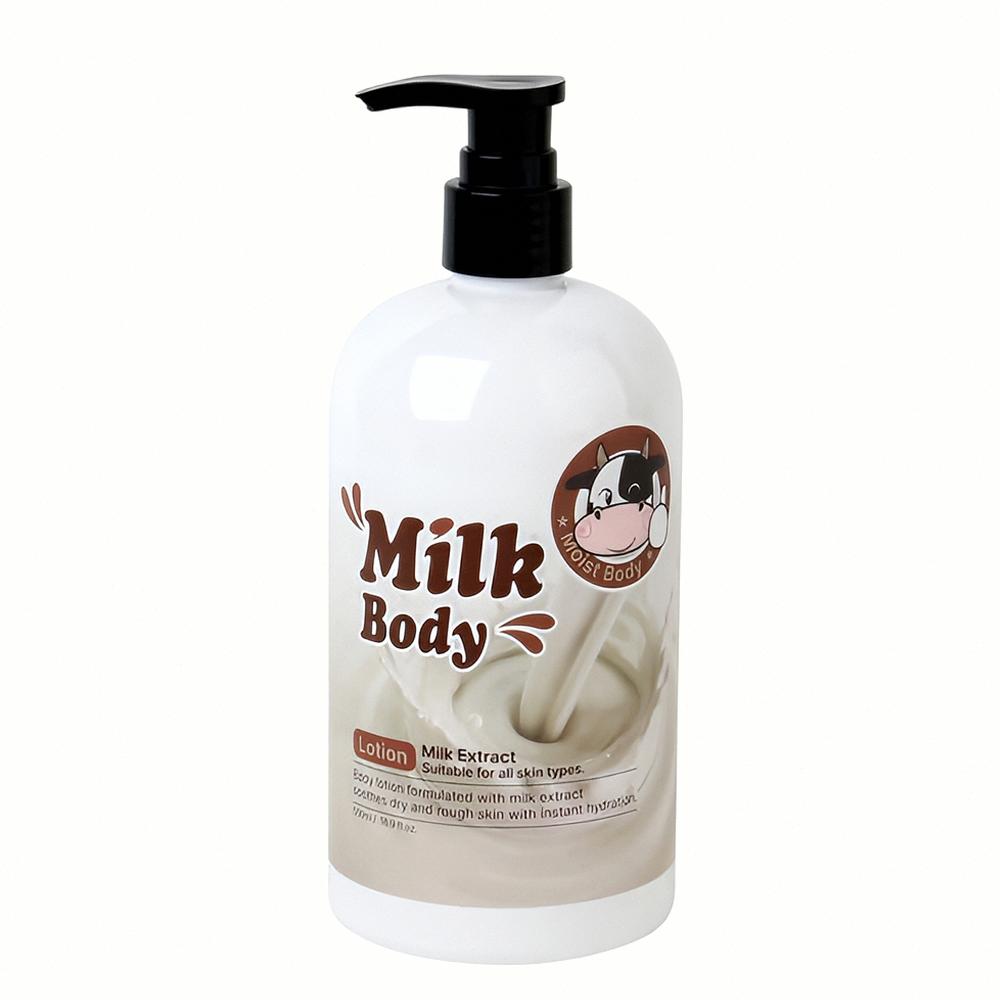 Moist Body
Milk
Body
Lotion
Milk Extract
Suitable for all skin types.
Body lotion formulated with milk extract
soothes dry and rough skin with instant hydration.